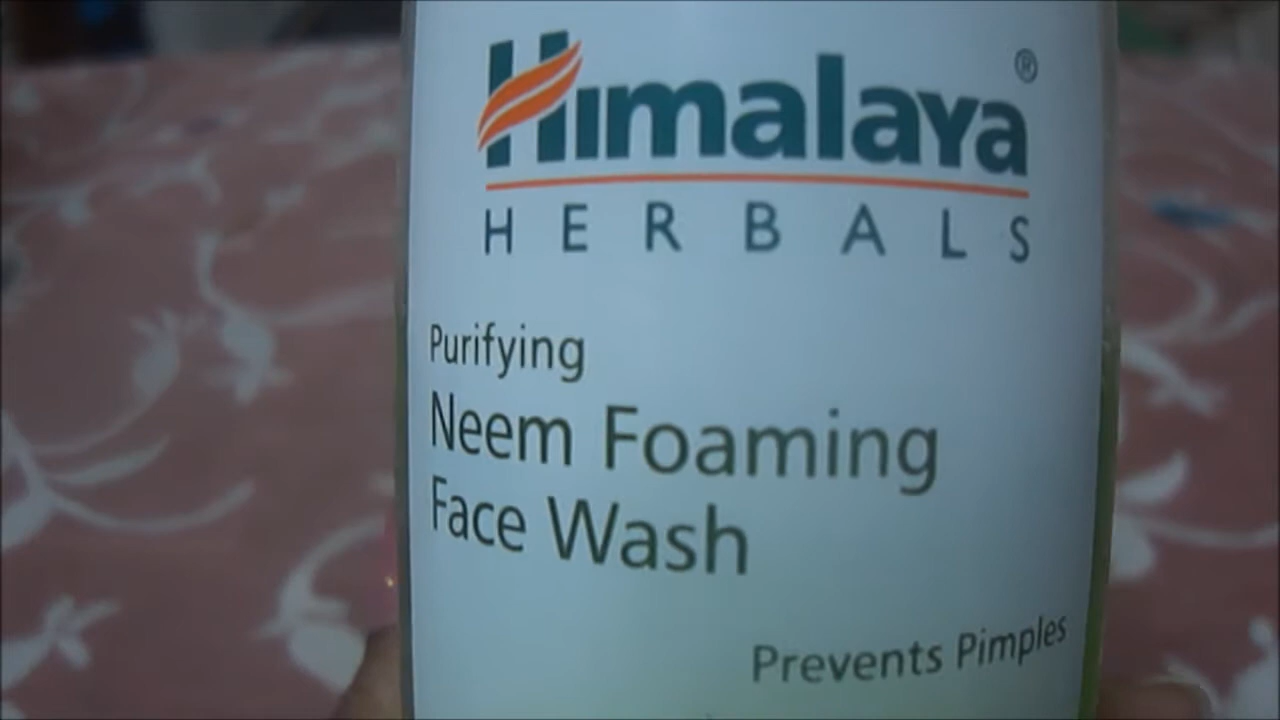 Himalaya®
HERBALS
Purifying
Neem Foaming
Face Wash
Prevents Pimples